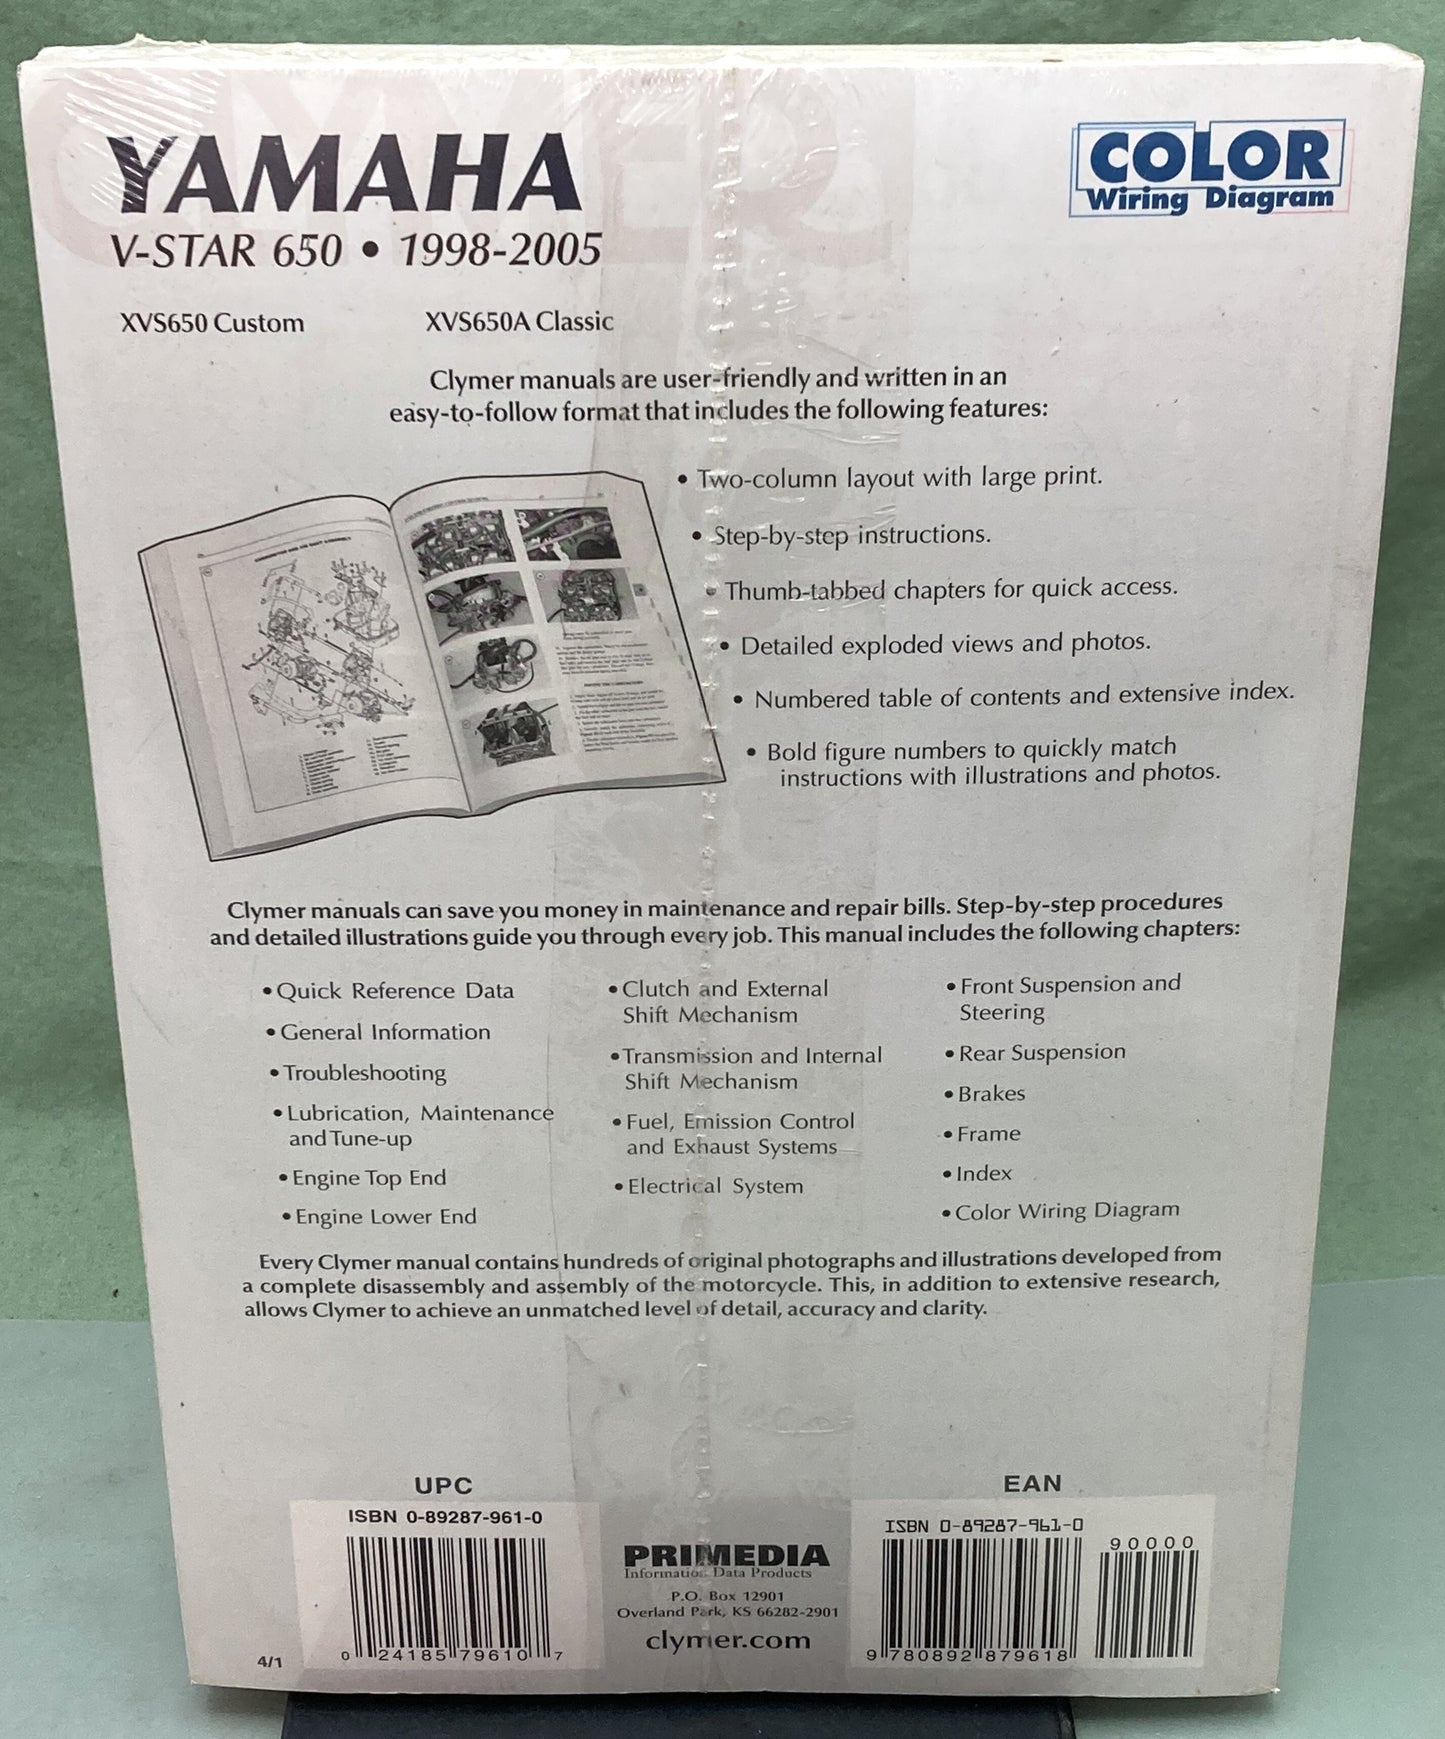 YAMAHA
V-STAR 650 • 1998-2005
COLOR
Wiring Diagram
XVS650 Custom
XVS650A Classic
Clymer manuals are user-friendly and written in an
easy-to-follow format that includes the following features:
• Two-column layout with large print.
• Step-by-step instructions.
• Thumb-tabbed chapters for quick access.
• Detailed exploded views and photos.
• Numbered table of contents and extensive index.
• Bold figure numbers to quickly match
instructions with illustrations and photos.
Clymer manuals can save you money in maintenance and repair bills. Step-by-step procedures
and detailed illustrations guide you through every job. This manual includes the following chapters:
• Quick Reference Data
• General Information
• Troubleshooting
• Lubrication, Maintenance
and Tune-up
• Engine Top End
• Engine Lower End
• Clutch and External
Shift Mechanism
• Transmission and Internal
Shift Mechanism
• Fuel, Emission Control
and Exhaust Systems
• Electrical System
• Front Suspension and
Steering
• Rear Suspension
• Brakes
• Frame
• Index
• Color Wiring Diagram
Every Clymer manual contains hundreds of original photographs and illustrations developed from
a complete disassembly and assembly of the motorcycle. This, in addition to extensive research,
allows Clymer to achieve an unmatched level of detail, accuracy and clarity.
UPC
ISBN 0-89287-961-0
0 24185 79610 7
4/1
PRIMEDIA
Information Data Products
P.O. Box 12901
Overland Park, KS 66282-2901
clymer.com
EAN
ISBN 0-89287-961-0
90000
9 780892 879618